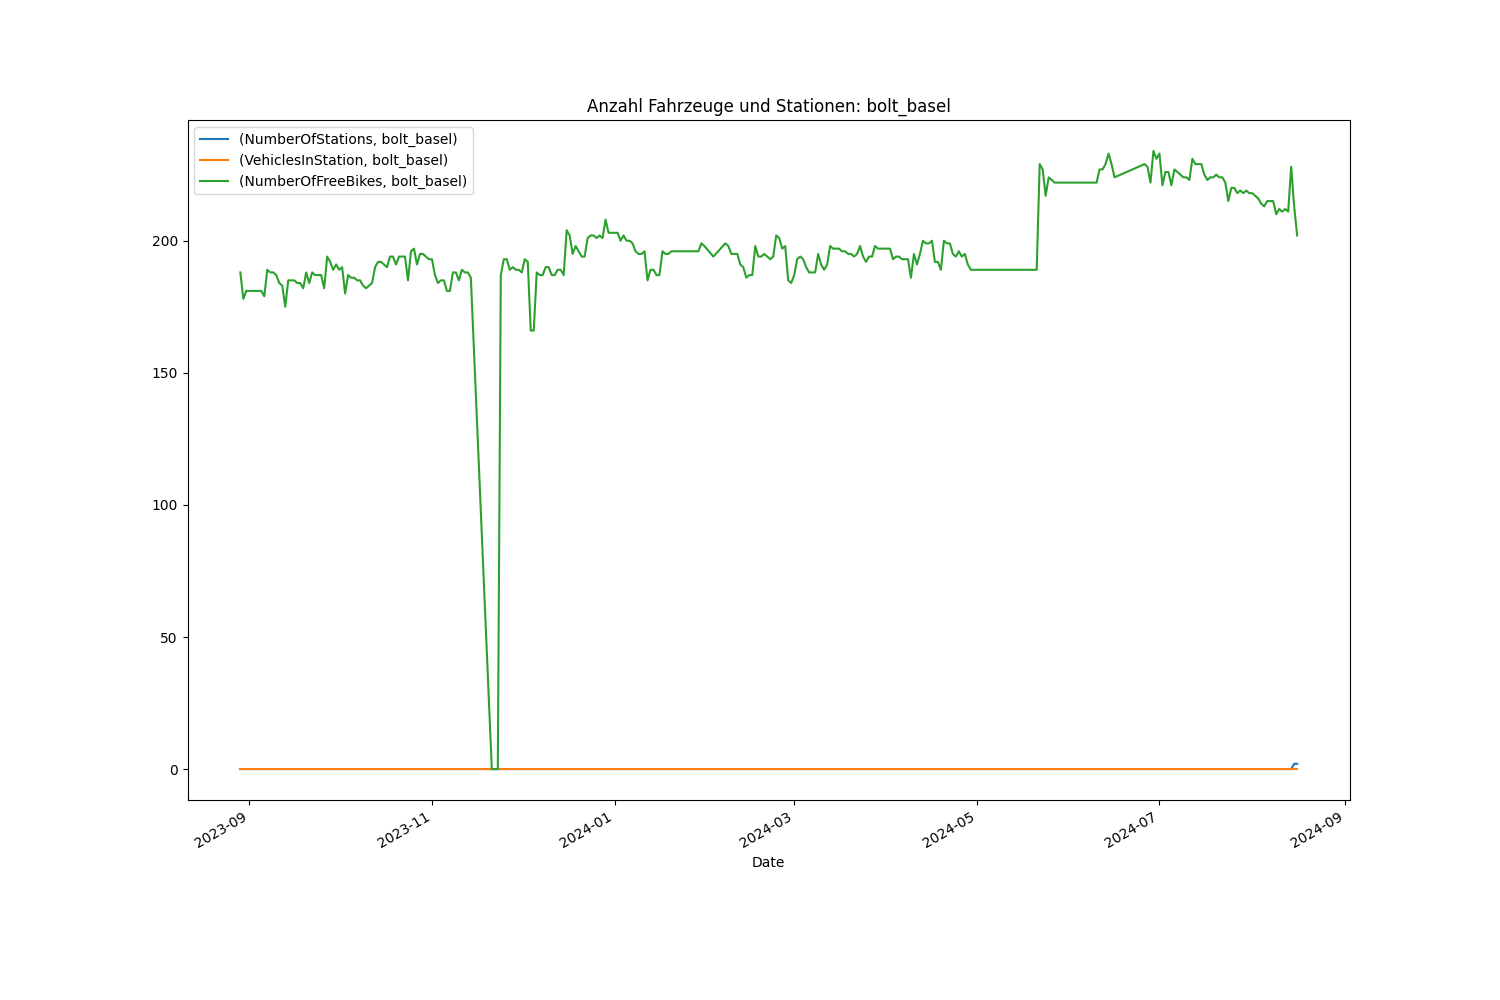 Anzahl Fahrzeuge und Stationen: bolt_basel
(NumberOfStations, bolt_basel)
(VehiclesInStation, bolt_basel)
(NumberOfFreeBikes, bolt_basel)
200
150
100
50
0
2023-09
2023-11
2024-01
2024-03
2024-05
2024-07
2024-09
Date